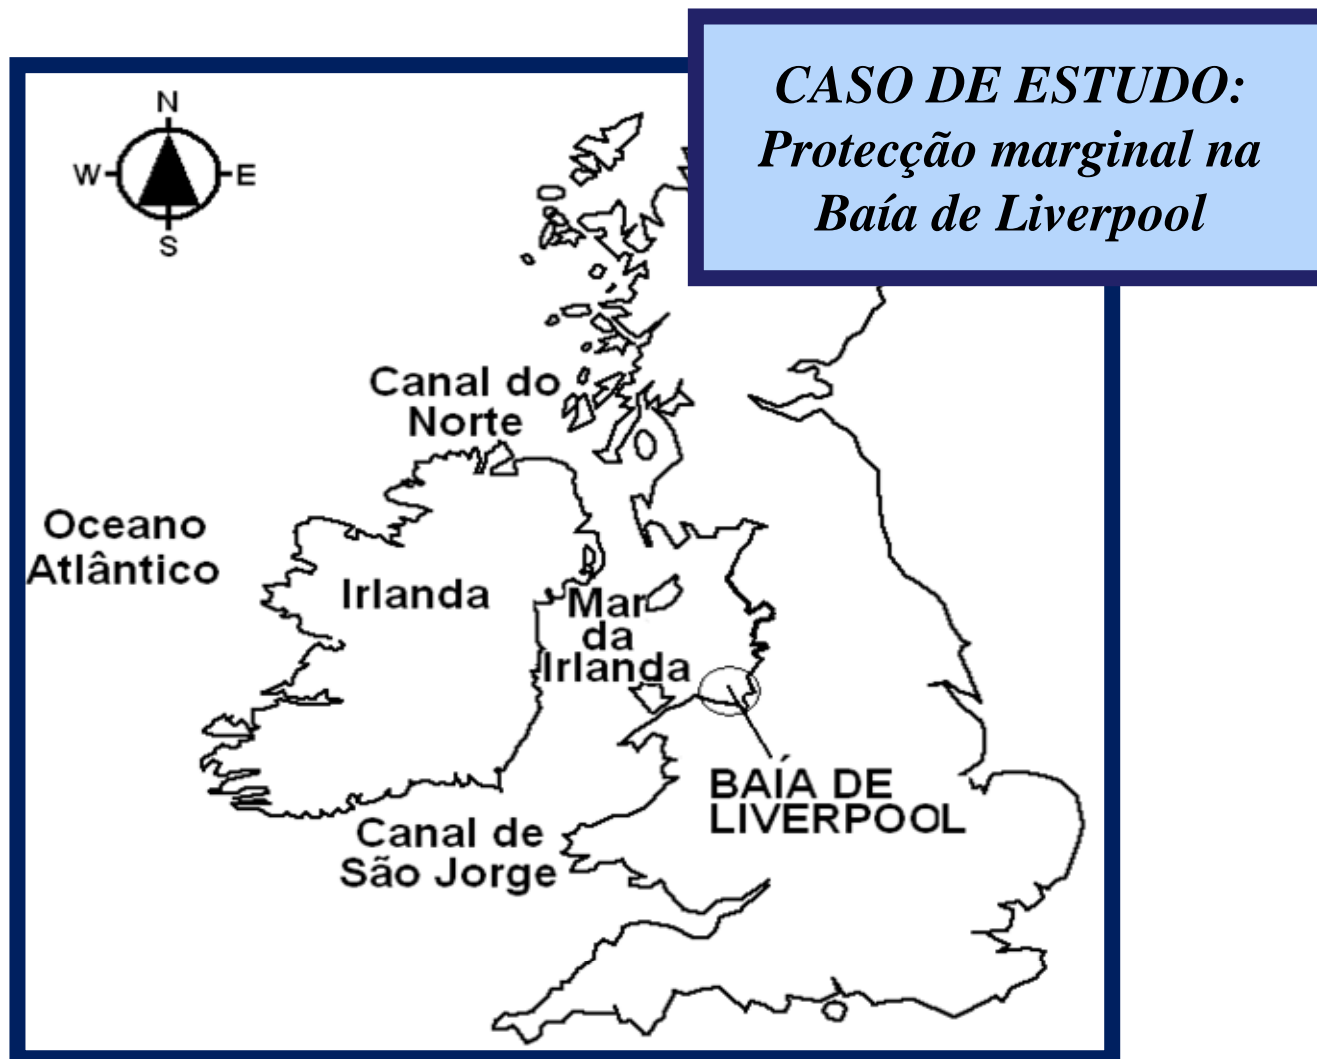 CASO DE ESTUDO:
Protecção marginal na
Baía de Liverpool
N
W
E
S
Canal do
Norte
Oceano
Atlântico
Irlanda
Mar
da
Irlanda
BAÍA DE
LIVERPOOL
Canal de
São Jorge